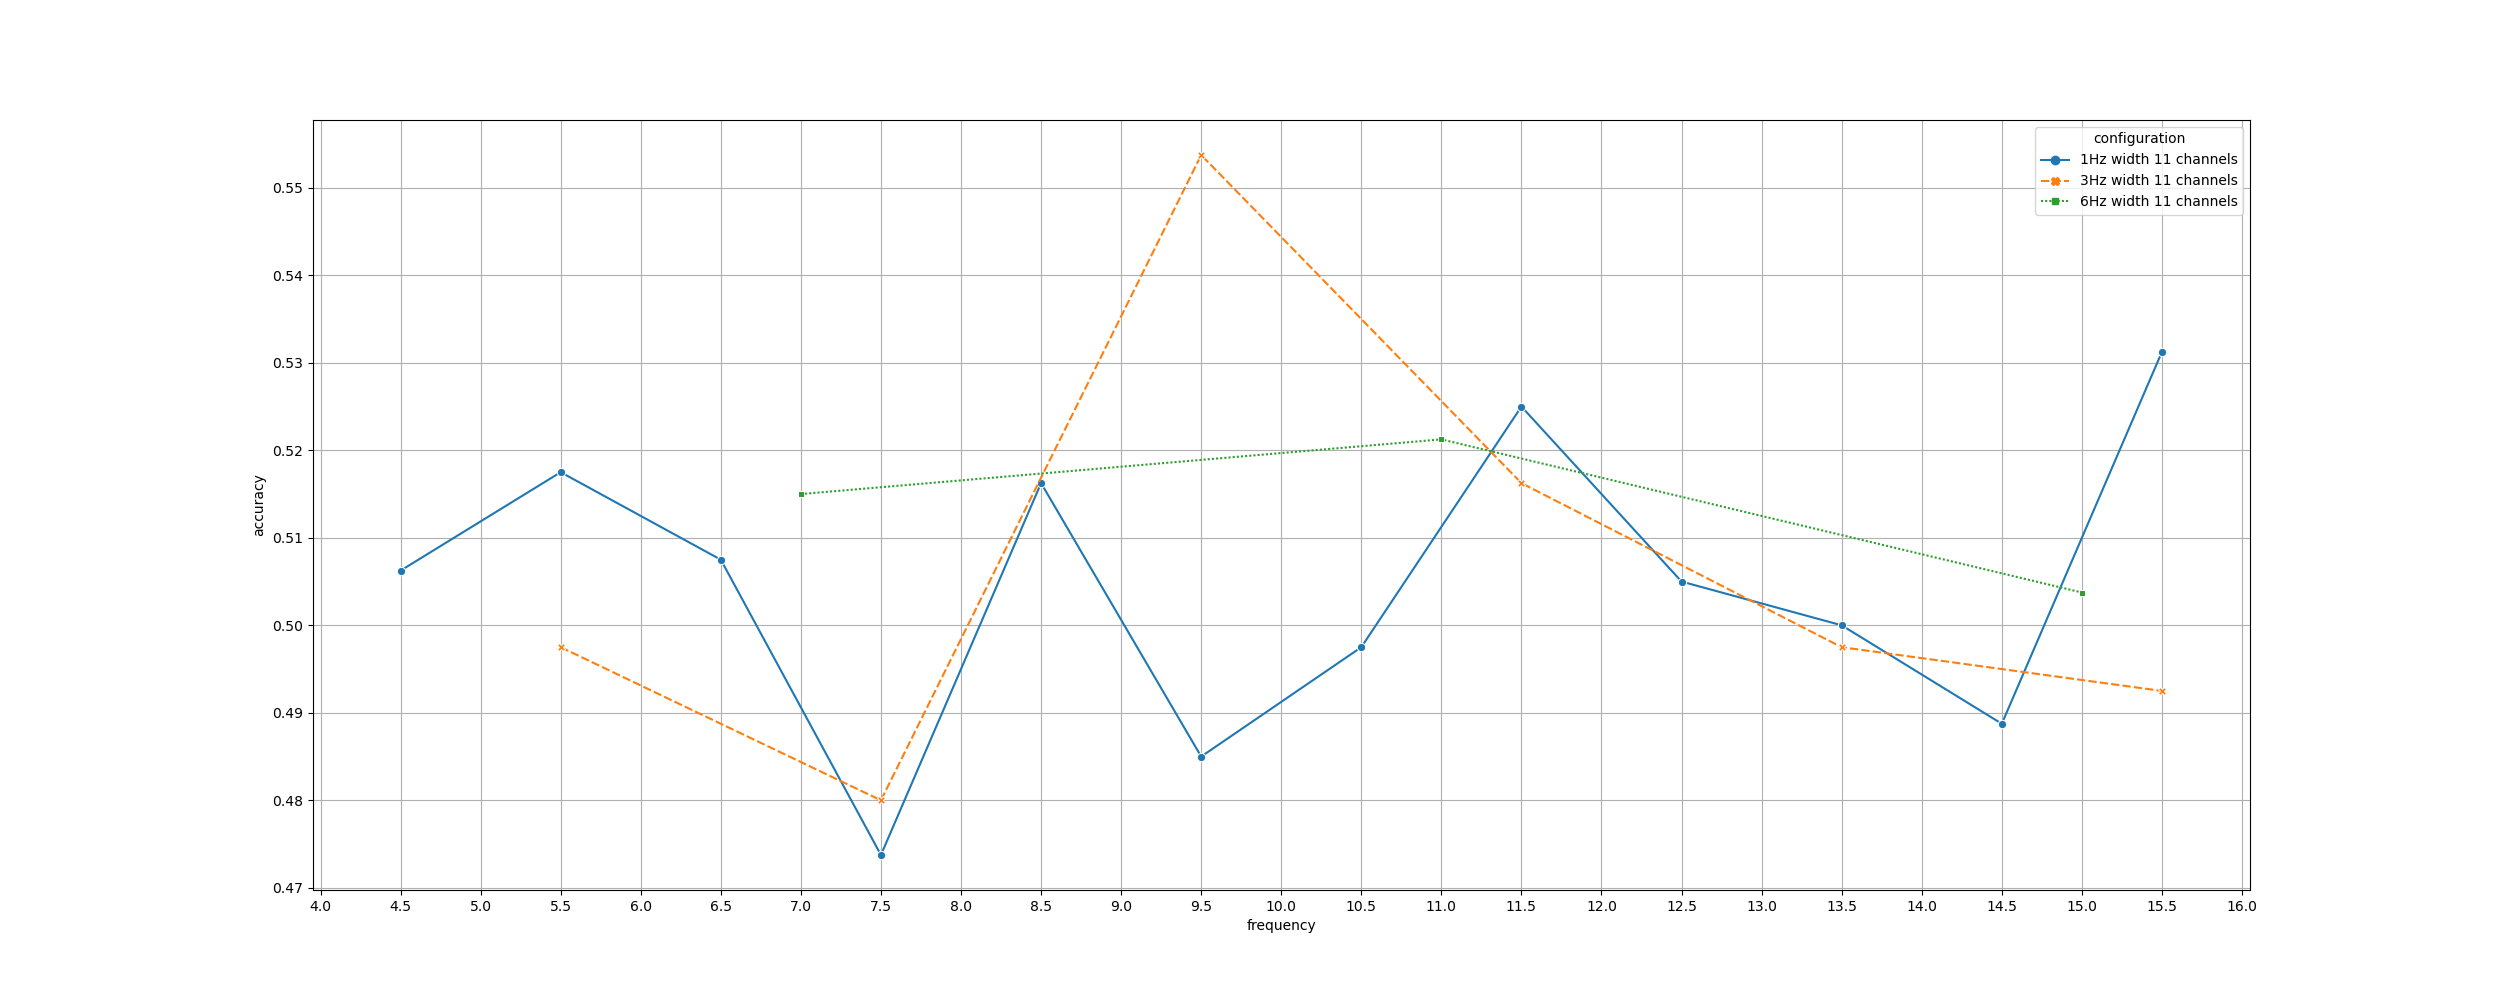 configuration
1Hz width 11 channels
3Hz width 11 channels
6Hz width 11 channels
0.55
0.54
0.53
0.52
0.51
0.50
0.49
0.48
0.47
accuracy
4.0 4.5 5.0 5.5 6.0 6.5 7.0 7.5 8.0 8.5 9.0 9.5 10.0 10.5 11.0 11.5 12.0 12.5 13.0 13.5 14.0 14.5 15.0 15.5 16.0
frequency